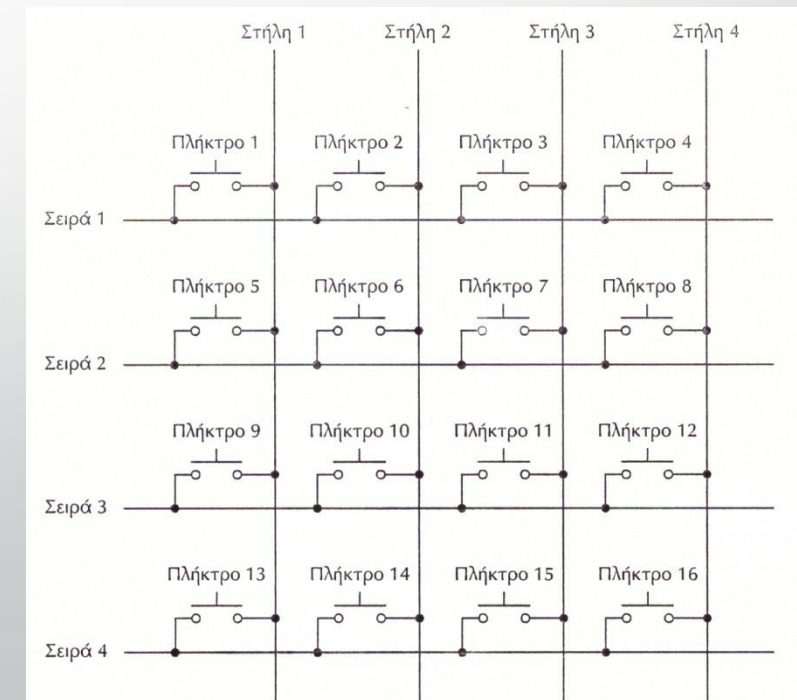 Στήλη 1 Στήλη 2 Στήλη 3 Στήλη 4
Πλήκτρο 1 Πλήκτρο 2 Πλήκτρο 3 Πλήκτρο 4
Σειρά 1
Πλήκτρο 5 Πλήκτρο 6 Πλήκτρο 7 Πλήκτρο 8
Σειρά 2
Πλήκτρο 9 Πλήκτρο 10 Πλήκτρο 11 Πλήκτρο 12
Σειρά 3
Πλήκτρο 13 Πλήκτρο 14 Πλήκτρο 15 Πλήκτρο 16
Σειρά 4